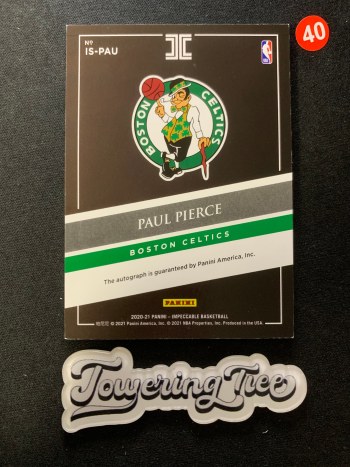 Nº
IS-PAU
40
BOSTON CELTICS
PAUL PIERCE
BOSTON CELTICS
The autograph is guaranteed by Panini America, Inc.
PANINI
2020-21 PANINI - IMPECCABLE BASKETBALL
© 2021 Panini America, Inc. © 2021 NBA Properties, Inc. Produced in the USA.
Towering Tree